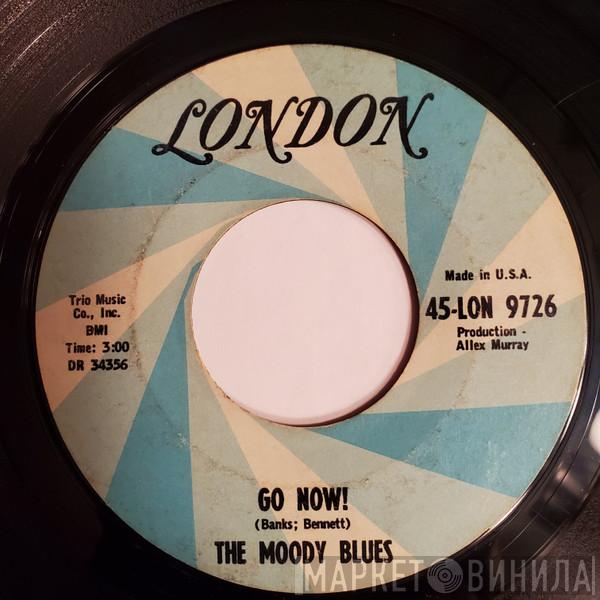 LONDON
Made in U.S.A.
45-LON 9726
Production -
Allex Murray
Trio Music
Co., Inc.
BMI
Time: 3:00
DR 34356
GO NOW!
(Banks; Bennett)
THE MOODY BLUES
МАРКЕТ ВИНИЛА